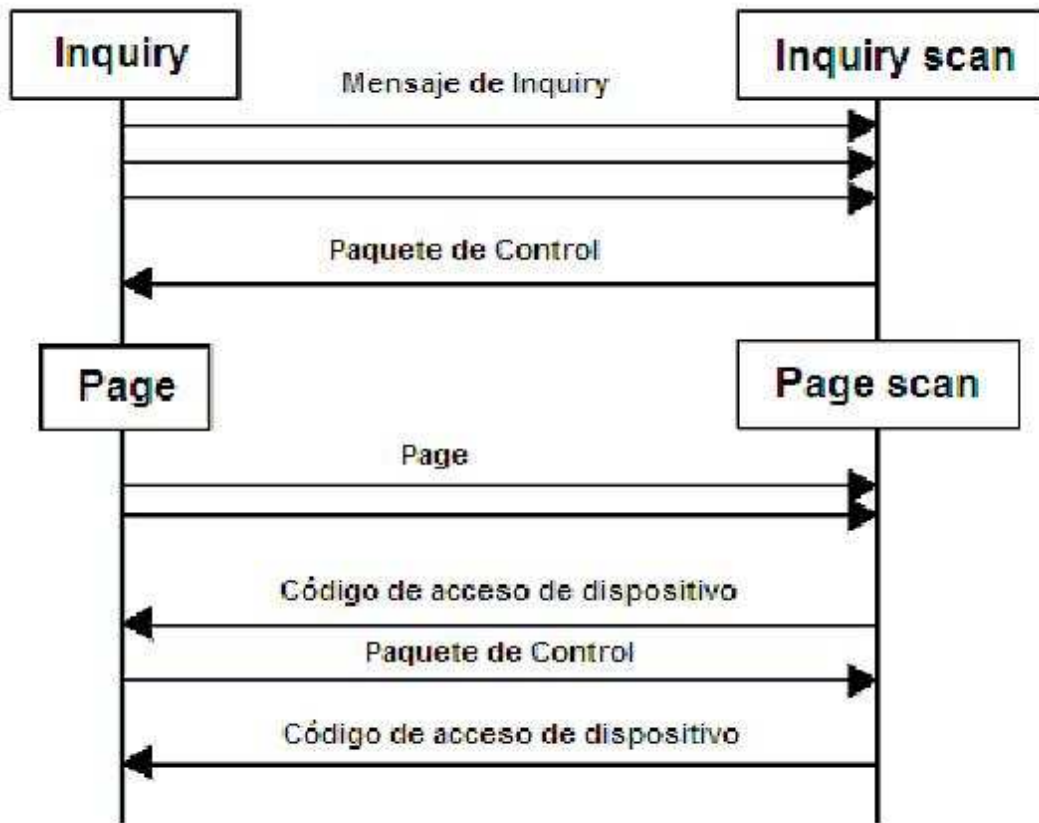 Inquiry
Inquiry scan
Mensaje de Inquiry
Paquete de Control
Page
Page scan
Page
Código de acceso de dispositivo
Paquete de Control
Código de acceso de dispositivo